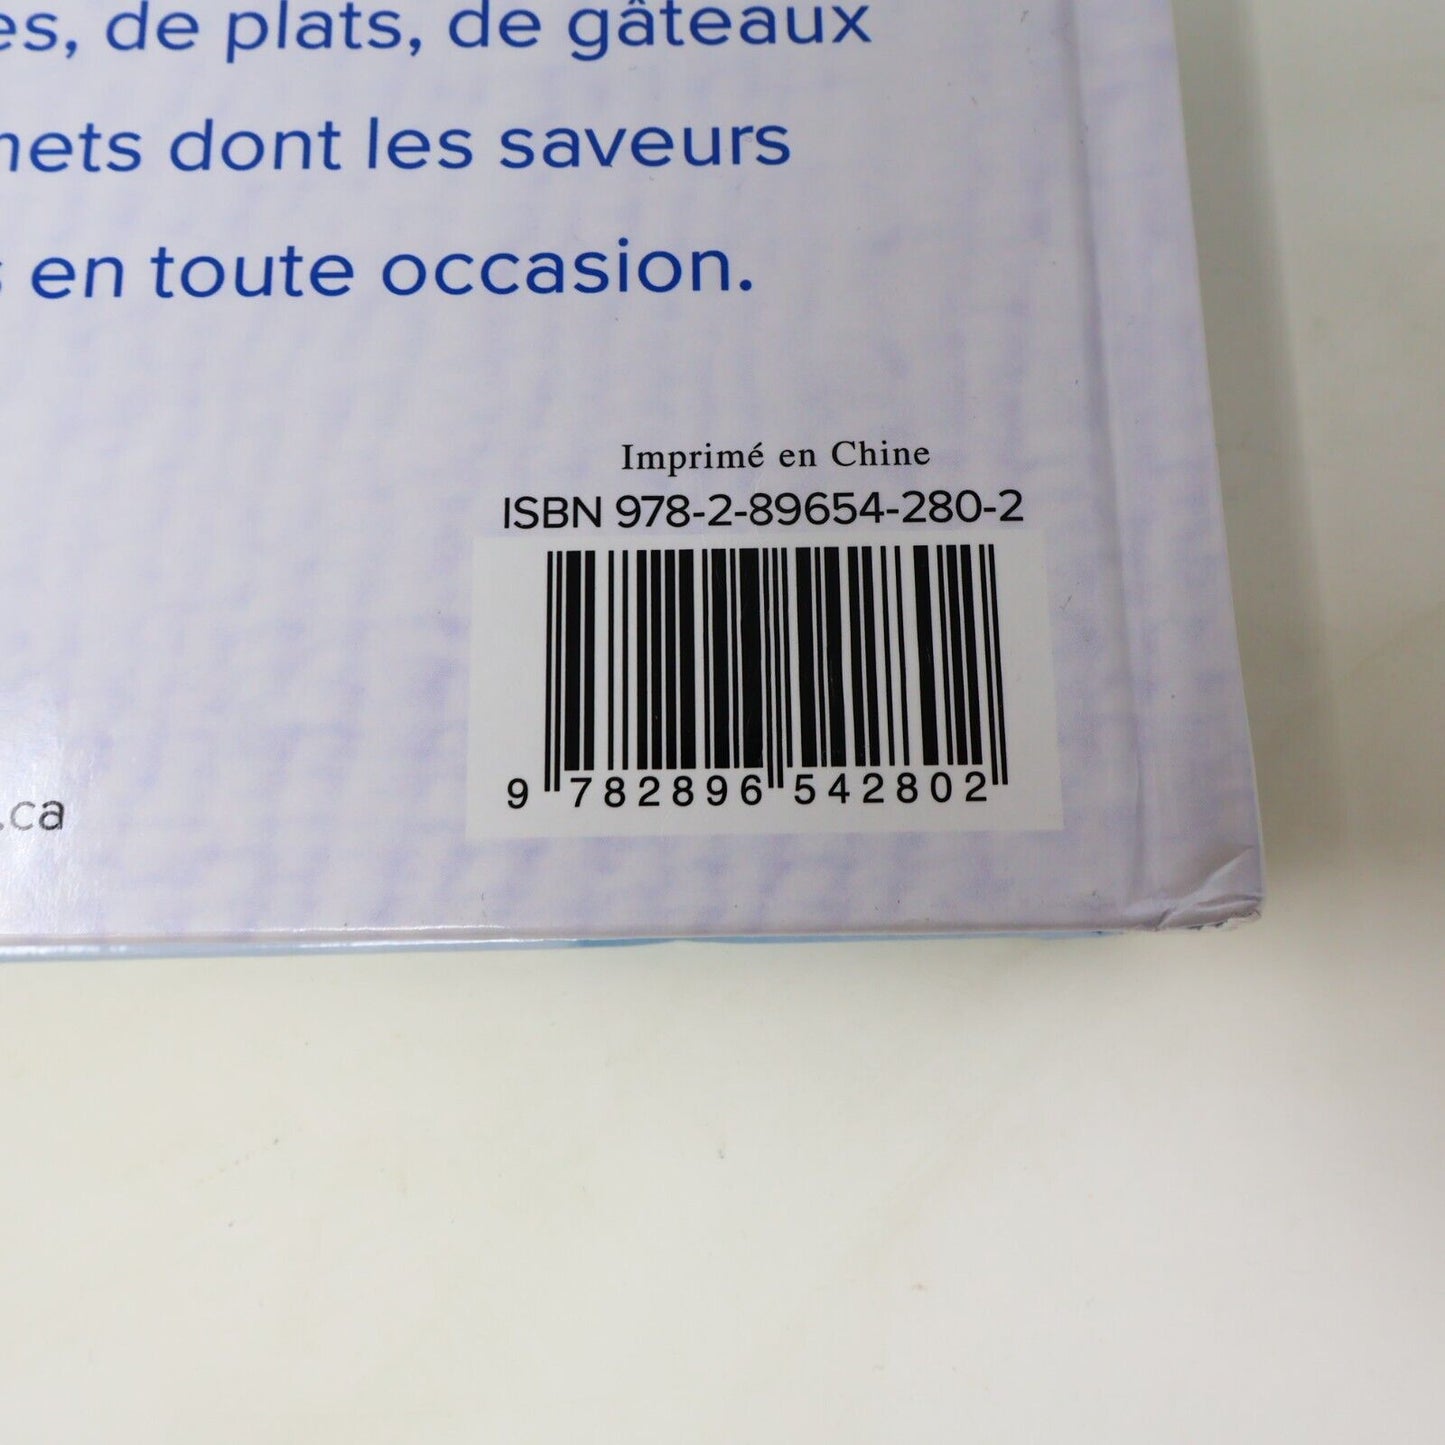 es, de plats, de gâteaux
mets dont les saveurs
s en toute occasion.
Imprimé en Chine
ISBN 978-2-89654-280-2
9 782896 542802
.ca